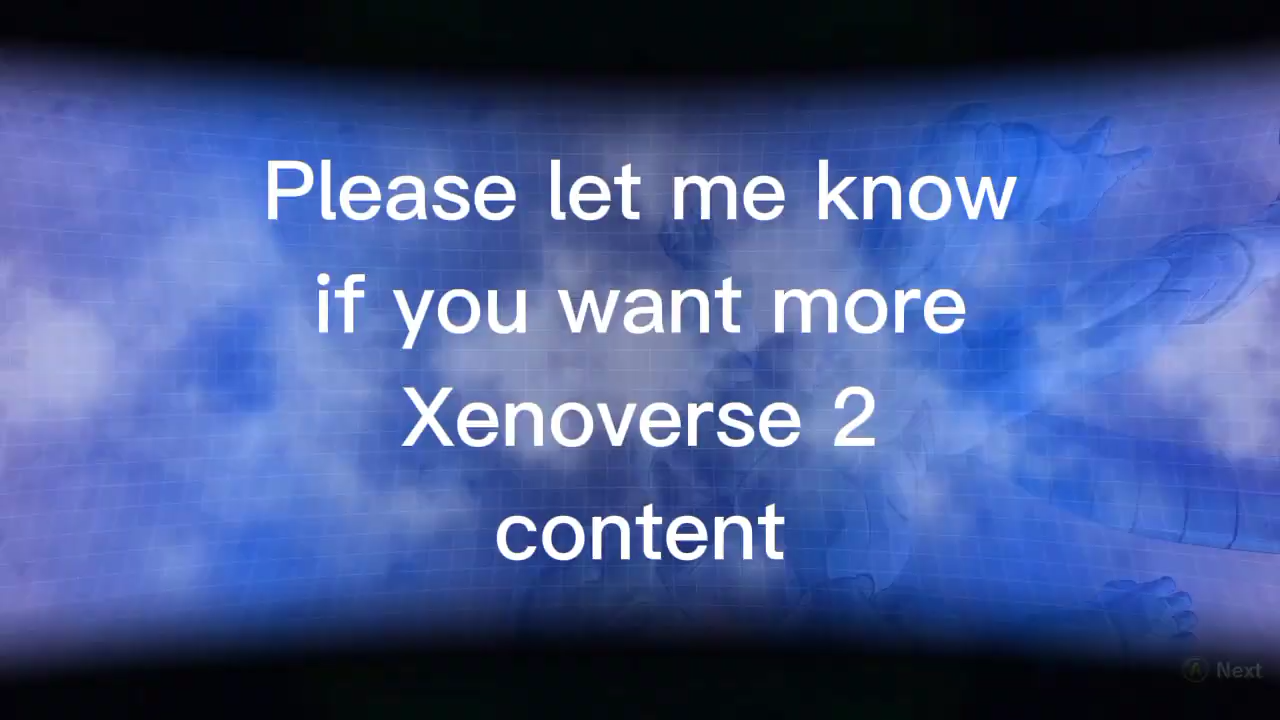 Please let me know
if you want more
Xenoverse 2
content
A Next